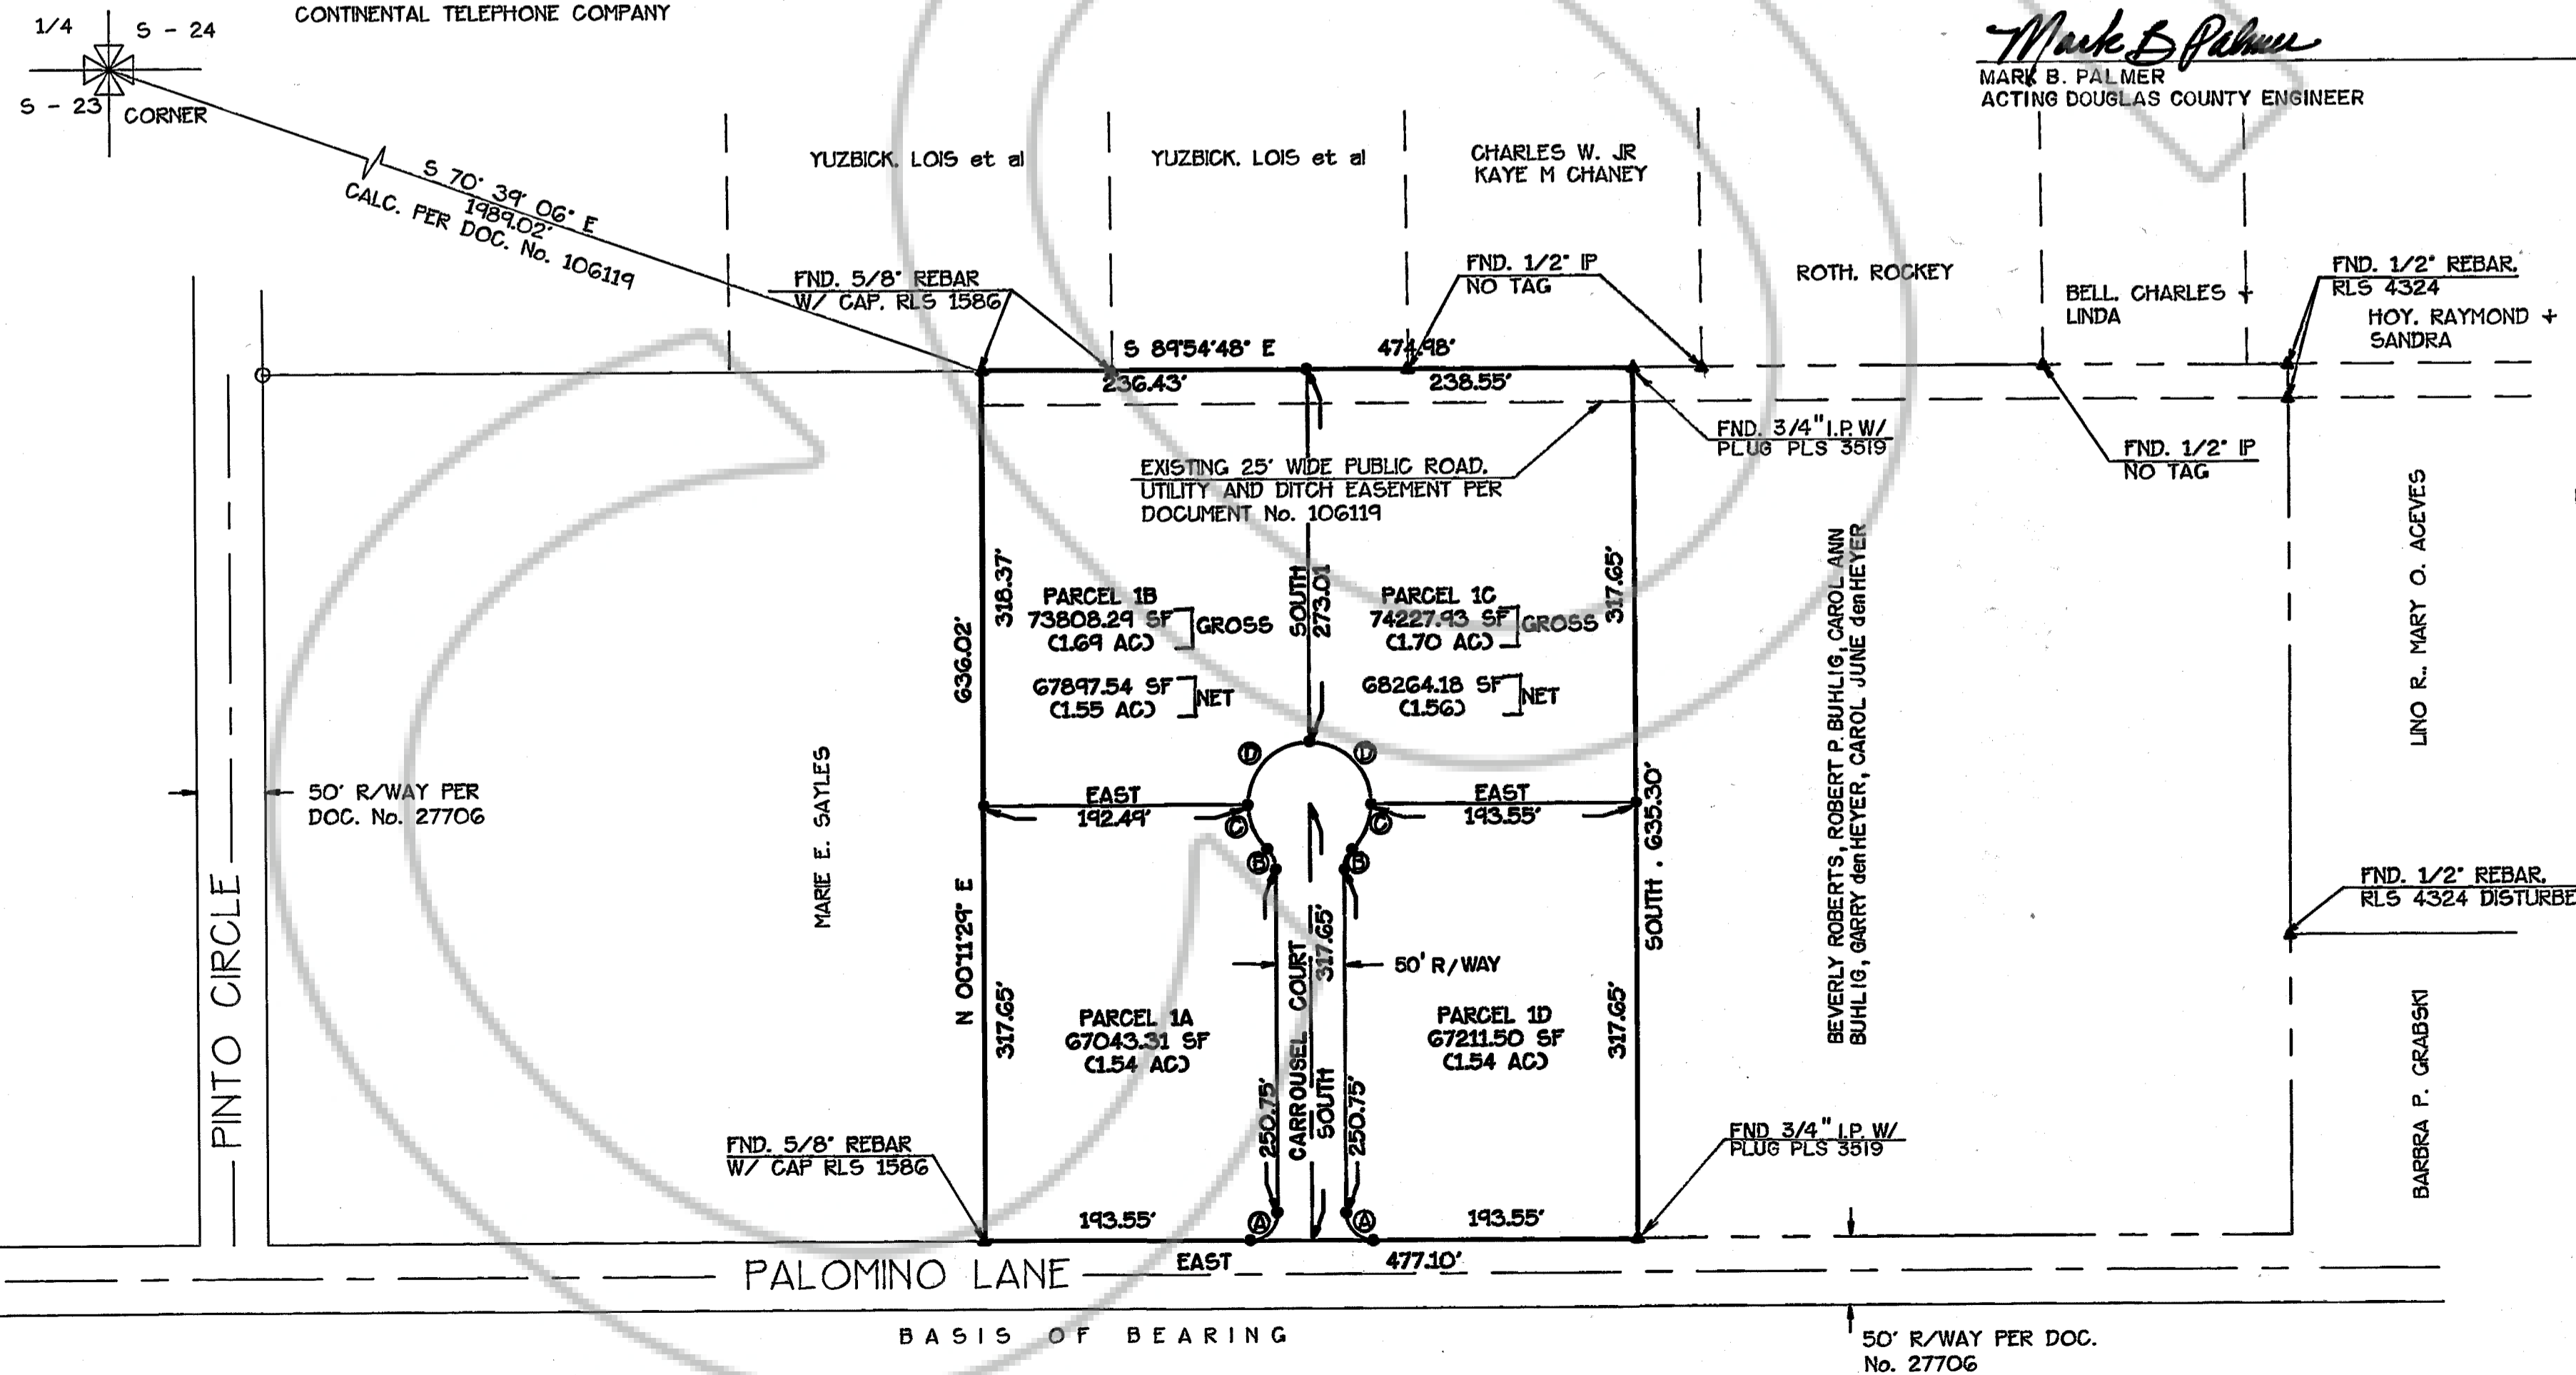 CONTINENTAL TELEPHONE COMPANY
1/4
S - 24
S - 23
CORNER
Mark B Palmer
MARK B. PALMER
ACTING DOUGLAS COUNTY ENGINEER
S 70° 39' 06" E
1989.02'
CALC. PER DOC. No. 106119
YUZBICK. LOIS et al
YUZBICK. LOIS et al
CHARLES W. JR
KAYE M CHANEY
ROTH. ROCKEY
BELL. CHARLES +
LINDA
HOY. RAYMOND +
SANDRA
FND. 5/8" REBAR
W/ CAP. RLS 1586
FND. 1/2" IP
NO TAG
FND. 1/2" REBAR.
RLS 4324
S 89°54'48" E
474.98'
236.43'
238.55'
FND. 3/4" I.P. W/
PLUG PLS 3519
FND. 1/2" IP
NO TAG
EXISTING 25' WIDE PUBLIC ROAD.
UTILITY AND DITCH EASEMENT PER
DOCUMENT No. 106119
318.37'
636.02'
N 00°11'29" E
317.65'
PARCEL 1B
73808.29 SF
(1.69 AC)
GROSS
67897.54 SF
(1.55 AC)
NET
SOUTH
273.01
PARCEL 1C
74227.93 SF
(1.70 AC)
GROSS
68264.18 SF
(1.56)
NET
317.65'
SOUTH . 635.30'
317.65'
D
D
EAST
192.49'
EAST
193.55'
C
C
B
B
CARROUSEL COURT
SOUTH
317.65'
50' R/WAY
250.75'
250.75'
PARCEL 1A
67043.31 SF
(1.54 AC)
PARCEL 1D
67211.50 SF
(1.54 AC)
A
A
193.55'
193.55'
EAST
477.10'
MARIE E. SAYLES
50' R/WAY PER
DOC. No. 27706
PINTO CIRCLE
BEVERLY ROBERTS, ROBERT P. BUHLIG, CAROL ANN
BUHLIG, GARRY denHEYER, CAROL JUNE denHEYER
LINO R.. MARY O. ACEVES
FND. 1/2" REBAR.
RLS 4324 DISTURBE
BARBRA P. GRABSKI
FND. 5/8" REBAR
W/ CAP RLS 1586
FND 3/4" I.P. W/
PLUG PLS 3519
PALOMINO LANE
BASIS OF BEARING
50' R/WAY PER DOC.
No. 27706